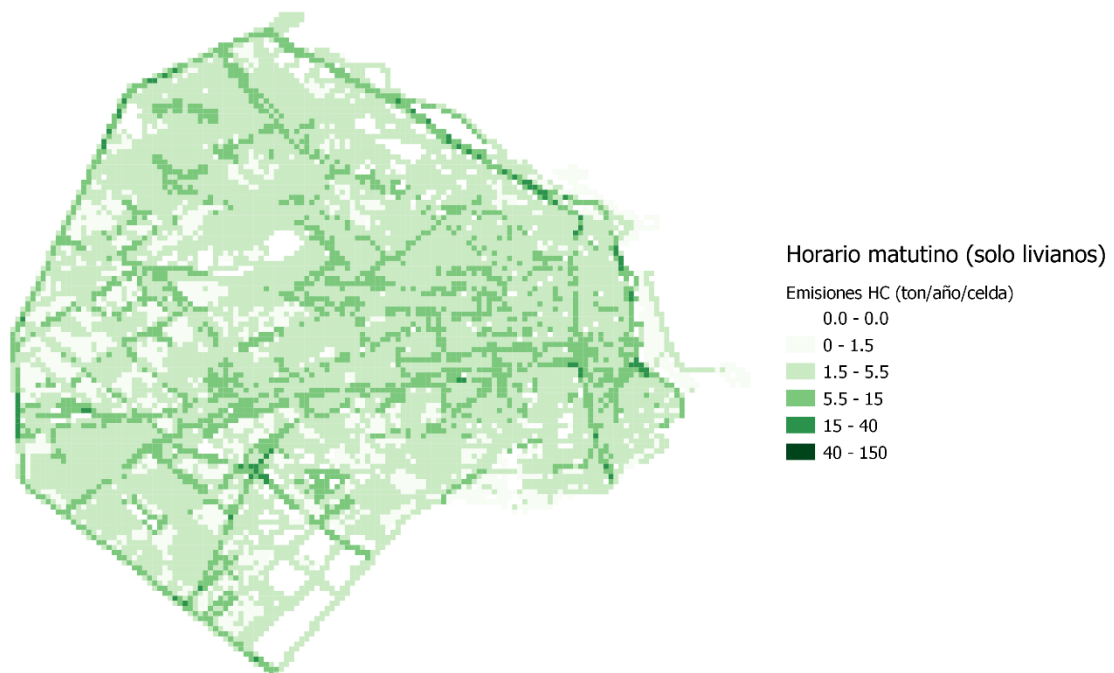 Horario matutino (solo livianos)
Emisiones HC (ton/año/celda)
0.0 - 0.0
0 - 1.5
1.5 - 5.5
5.5 - 15
15 - 40
40 - 150